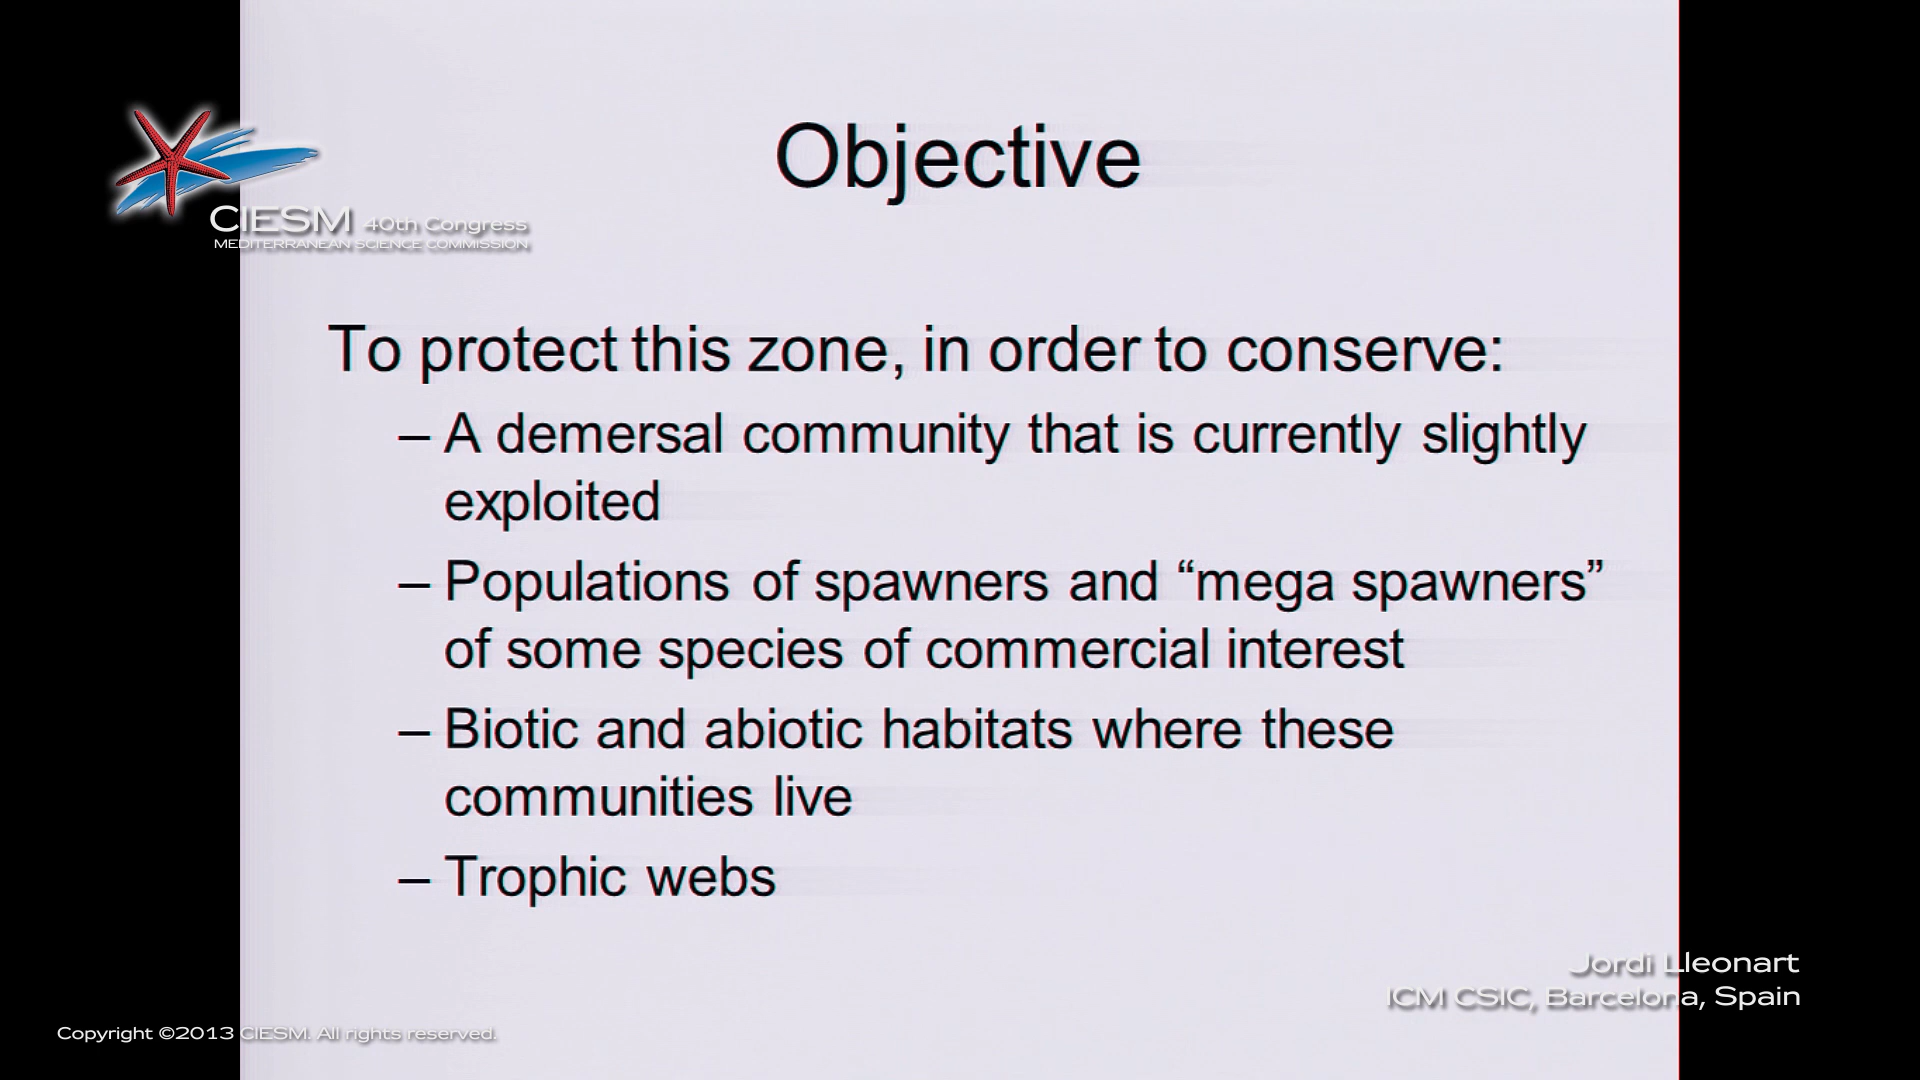 Objective
CIESM 40th Congress
MEDITERRANEAN SCIENCE COMMISSION
To protect this zone, in order to conserve:
– A demersal community that is currently slightly
exploited
– Populations of spawners and “mega spawners”
of some species of commercial interest
– Biotic and abiotic habitats where these
communities live
– Trophic webs
Jordi Lleonart
ICM CSIC, Barcelona, Spain
Copyright ©2013 CIESM. All rights reserved.